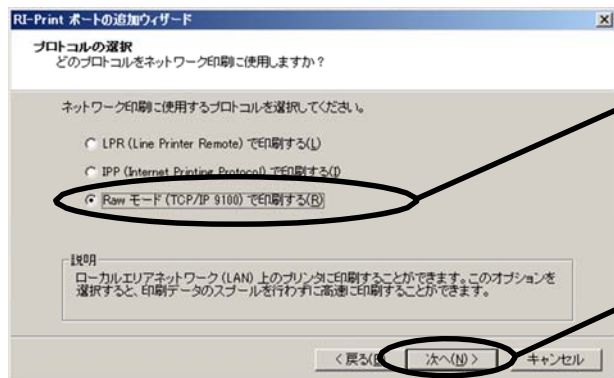 RI-Print ポートの追加ウィザード
プロトコルの選択
どのプロトコルをネットワーク印刷に使用しますか？
ネットワーク印刷に使用するプロトコルを選択してください。
LPR (Line Printer Remote) で印刷する(L)
IPP (Internet Printing Protocol) で印刷する(I)
Raw モード (TCP/IP 9100) で印刷する(R)
説明
ローカルエリアネットワーク (LAN) 上のプリンタに印刷することができます。このオプションを
選択すると、印刷データのスプールを行わずに高速に印刷することができます。
< 戻る(B) 次へ(N) > キャンセル